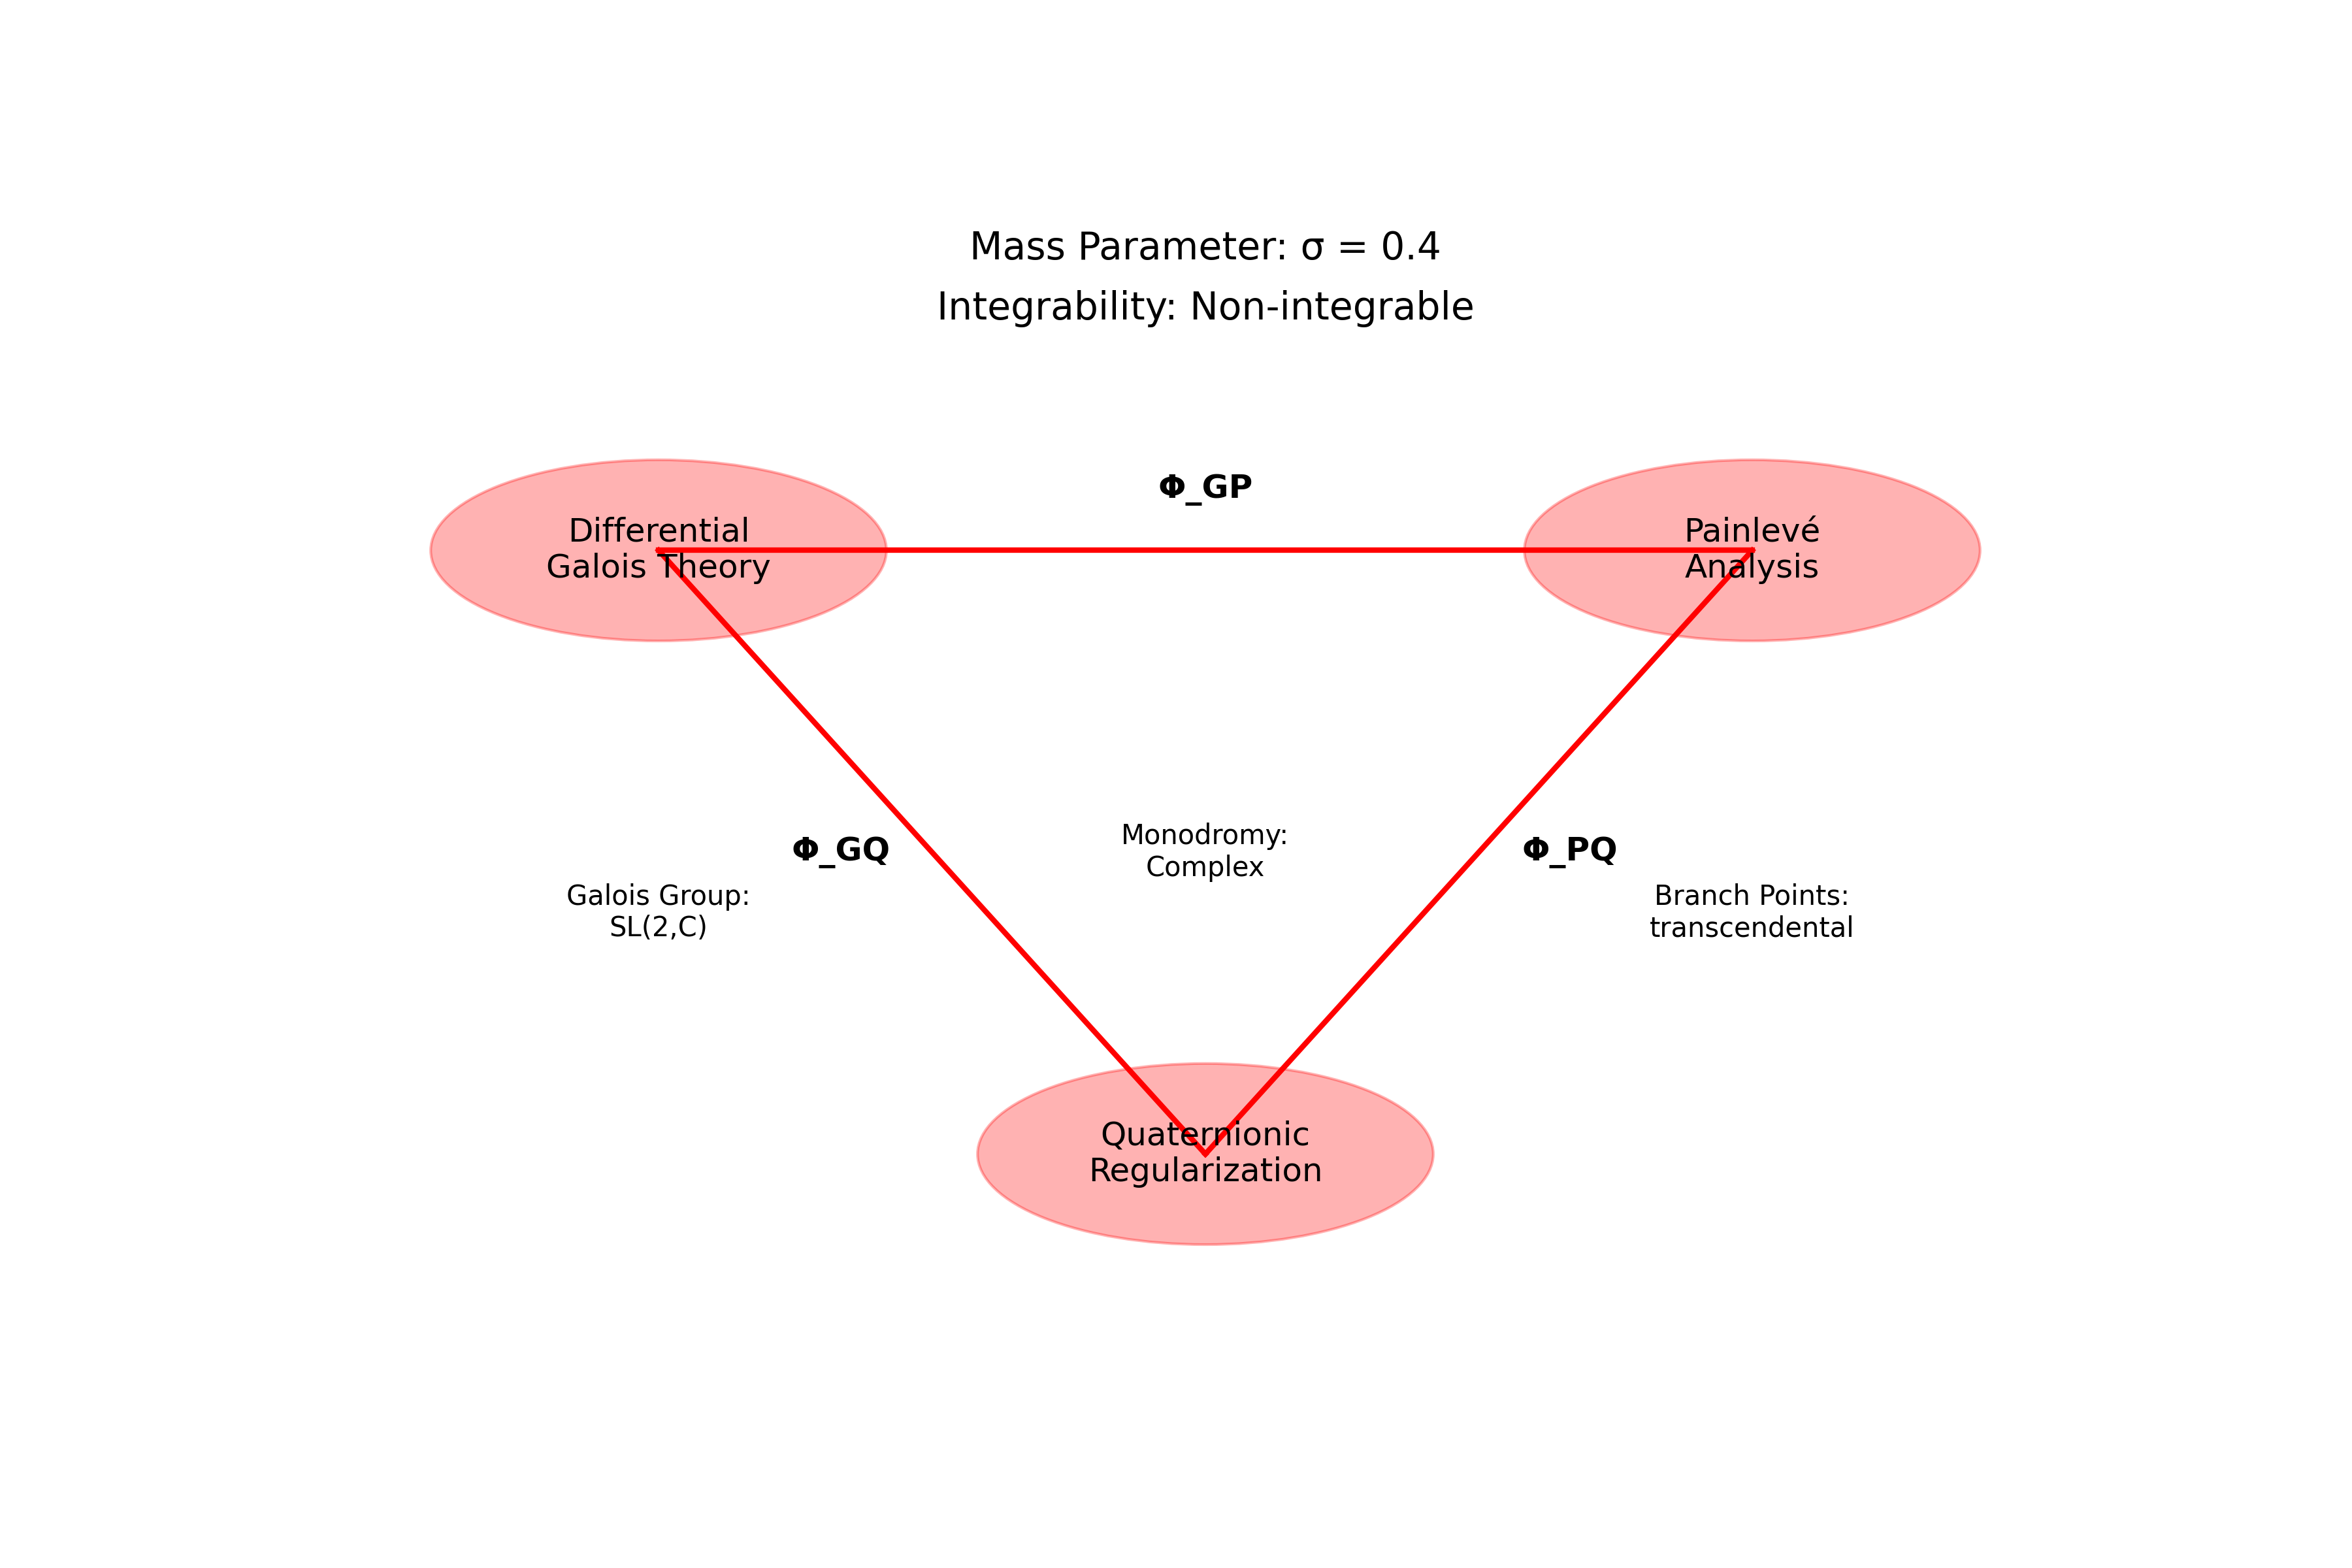 Mass Parameter: σ = 0.4
Integrability: Non-integrable
Φ_GP
Differential
Galois Theory
Painlevé
Analysis
Φ_GQ
Monodromy:
Complex
Φ_PQ
Galois Group:
SL(2,C)
Branch Points:
transcendental
Quaternionic
Regularization